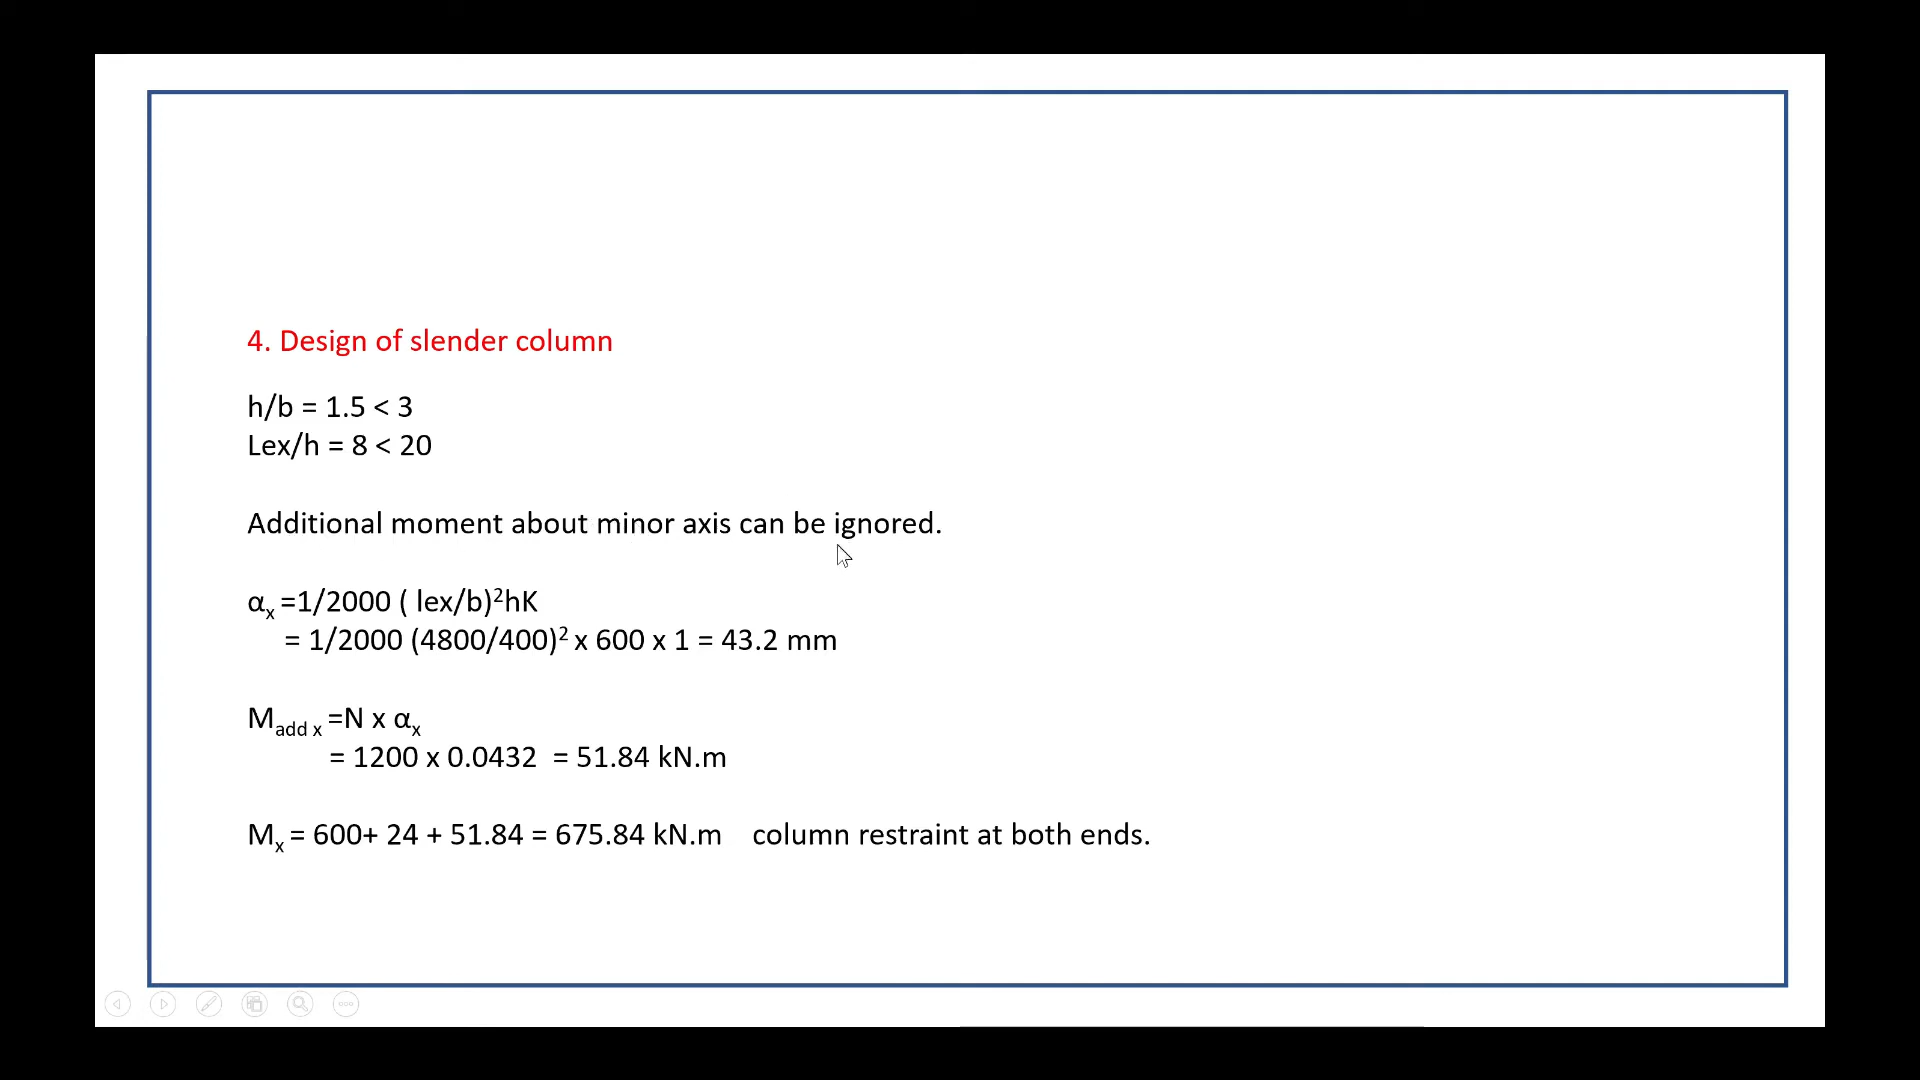 4. Design of slender column
h/b = 1.5 < 3
Lex/h = 8 < 20
Additional moment about minor axis can be ignored.
αx =1/2000 ( lex/b)²hK
= 1/2000 (4800/400)² x 600 x 1 = 43.2 mm
Madd x =N x αx
= 1200 x 0.0432 = 51.84 kN.m
Mx = 600+ 24 + 51.84 = 675.84 kN.m column restraint at both ends.